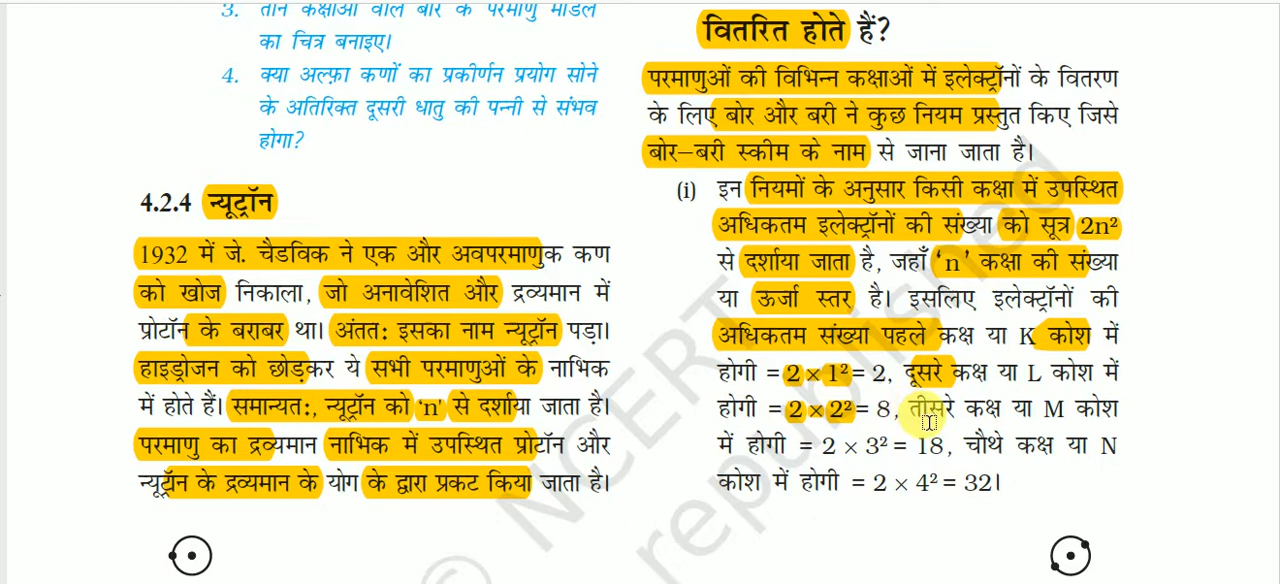 3. तीन कक्षाओं वाले बोर के परमाणु मॉडल
का चित्र बनाइए।
4. क्या अल्फ़ा कणों का प्रकीर्णन प्रयोग सोने
के अतिरिक्त दूसरी धातु की पन्नी से संभव
होगा?
4.2.4 न्यूट्रॉन
1932 में जे. चैडविक ने एक और अवपरमाणुक कण
को खोज निकाला, जो अनावेशित और द्रव्यमान में
प्रोटॉन के बराबर था। अंतत: इसका नाम न्यूट्रॉन पड़ा।
हाइड्रोजन को छोड़कर ये सभी परमाणुओं के नाभिक
में होते हैं। समान्यत:, न्यूट्रॉन को 'n' से दर्शाया जाता है।
परमाणु का द्रव्यमान नाभिक में उपस्थित प्रोटॉन और
न्यूट्रॉन के द्रव्यमान के योग के द्वारा प्रकट किया जाता है।
वितरित होते हैं?
परमाणुओं की विभिन्न कक्षाओं में इलेक्ट्रॉनों के वितरण
के लिए बोर और बरी ने कुछ नियम प्रस्तुत किए जिसे
बोर–बरी स्कीम के नाम से जाना जाता है।
(i) इन नियमों के अनुसार किसी कक्षा में उपस्थित
अधिकतम इलेक्ट्रॉनों की संख्या को सूत्र 2n²
से दर्शाया जाता है, जहाँ 'n' कक्षा की संख्या
या ऊर्जा स्तर है। इसलिए इलेक्ट्रॉनों की
अधिकतम संख्या पहले कक्ष या K कोश में
होगी = 2 × 1² = 2, दूसरे कक्ष या L कोश में
होगी = 2 × 2² = 8, तीसरे कक्ष या M कोश
में होगी = 2 × 3² = 18, चौथे कक्ष या N
कोश में होगी = 2 × 4² = 32।
© NCERT
republished